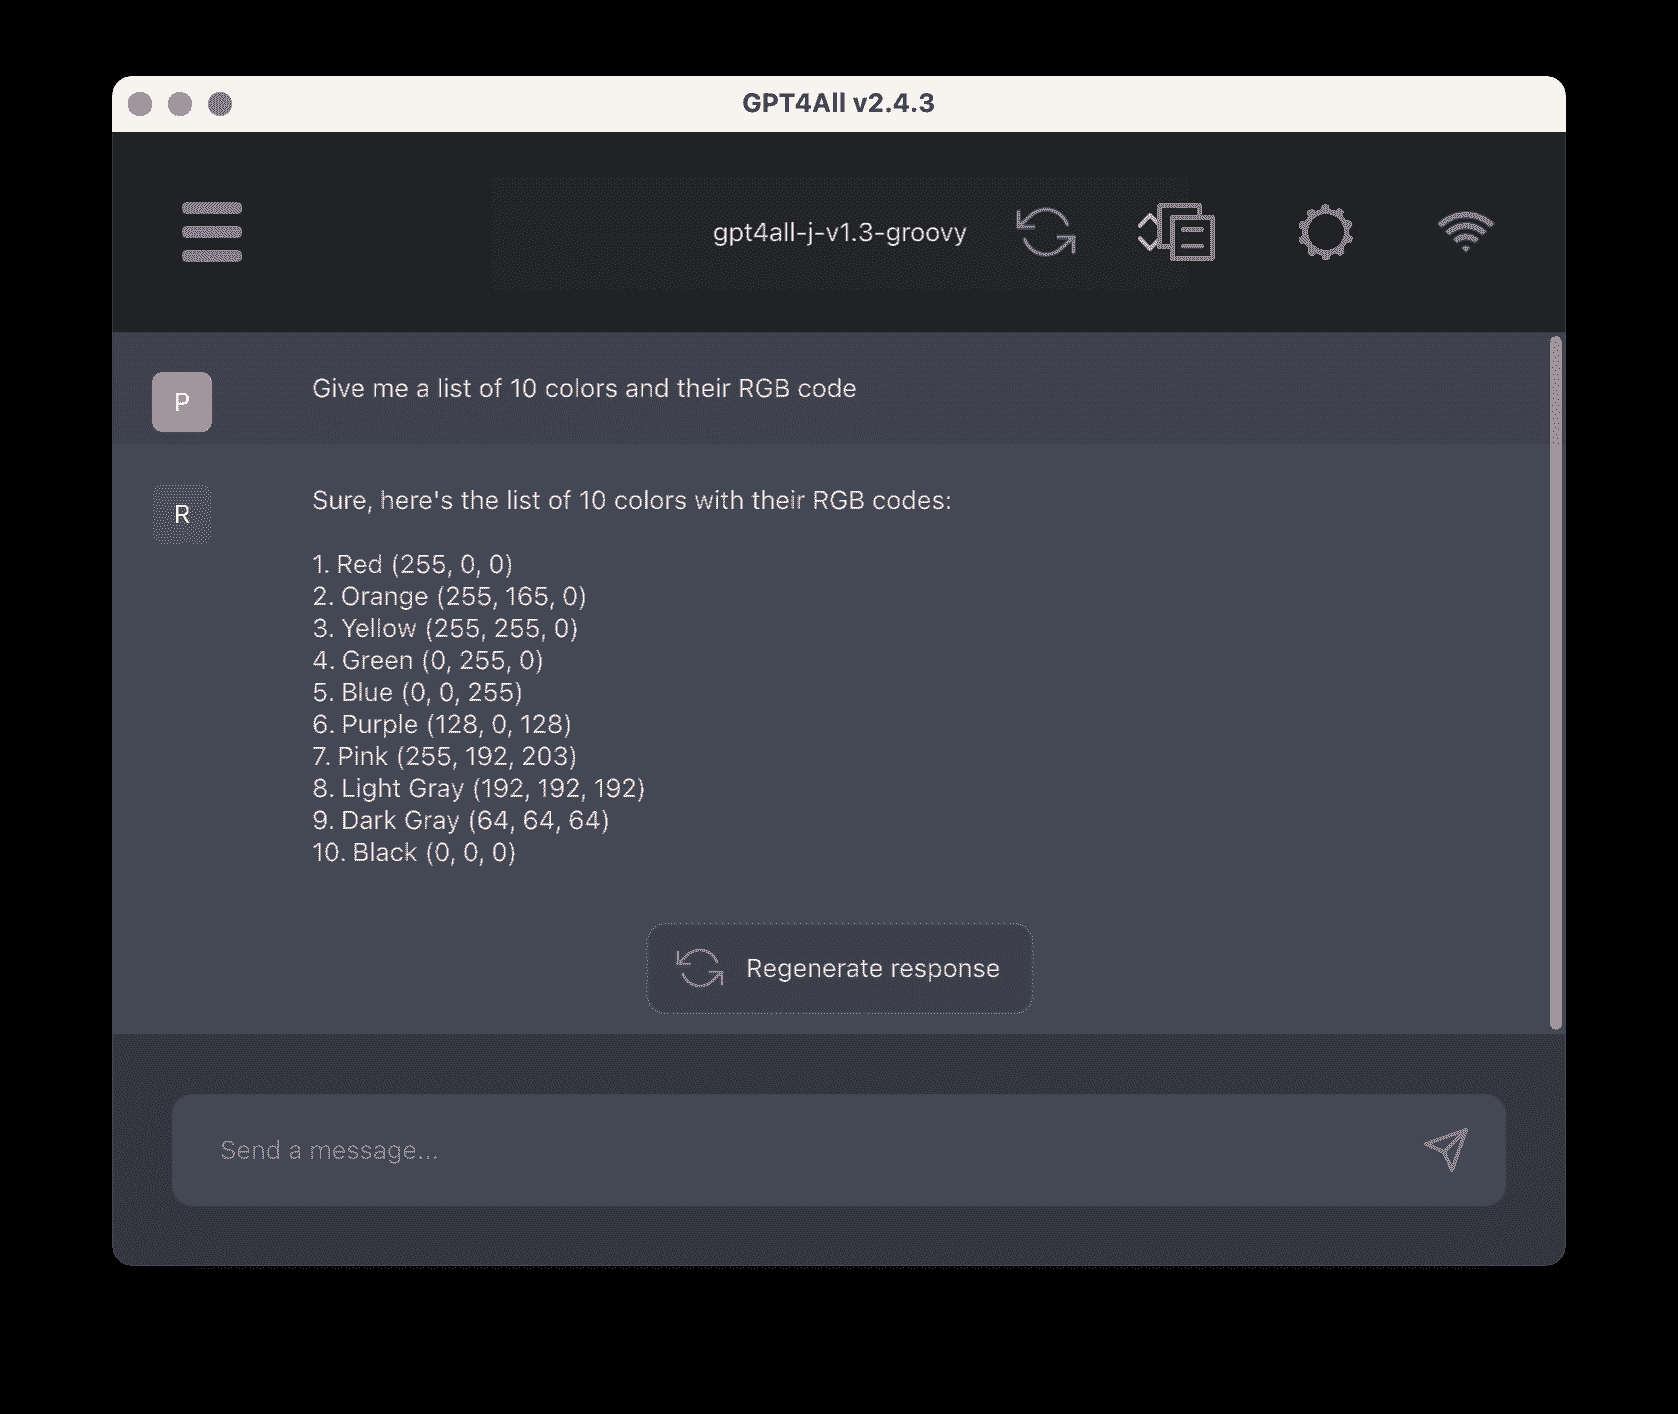 GPT4All v2.4.3
gpt4all-j-v1.3-groovy
P
Give me a list of 10 colors and their RGB code
R
Sure, here's the list of 10 colors with their RGB codes:
1. Red (255, 0, 0)
2. Orange (255, 165, 0)
3. Yellow (255, 255, 0)
4. Green (0, 255, 0)
5. Blue (0, 0, 255)
6. Purple (128, 0, 128)
7. Pink (255, 192, 203)
8. Light Gray (192, 192, 192)
9. Dark Gray (64, 64, 64)
10. Black (0, 0, 0)
Regenerate response
Send a message...